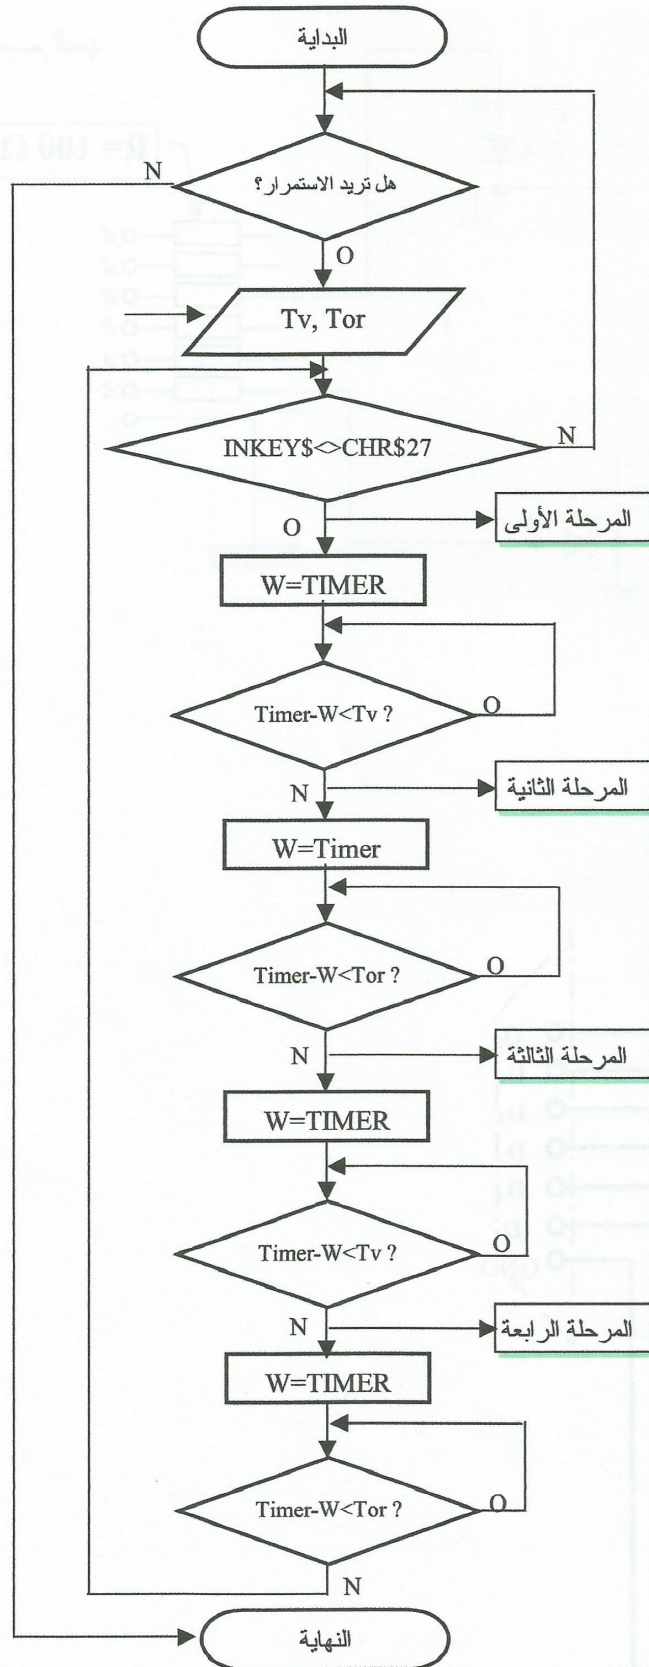 البداية
هل تريد الاستمرار؟
N
O
Tv, Tor
INKEY$<>CHR$27
N
المرحلة الأولى
O
W=TIMER
Timer-W<Tv ?
O
المرحلة الثانية
N
W=Timer
Timer-W<Tor ?
O
المرحلة الثالثة
N
W=TIMER
Timer-W<Tv ?
O
المرحلة الرابعة
N
W=TIMER
Timer-W<Tor ?
O
N
النهاية